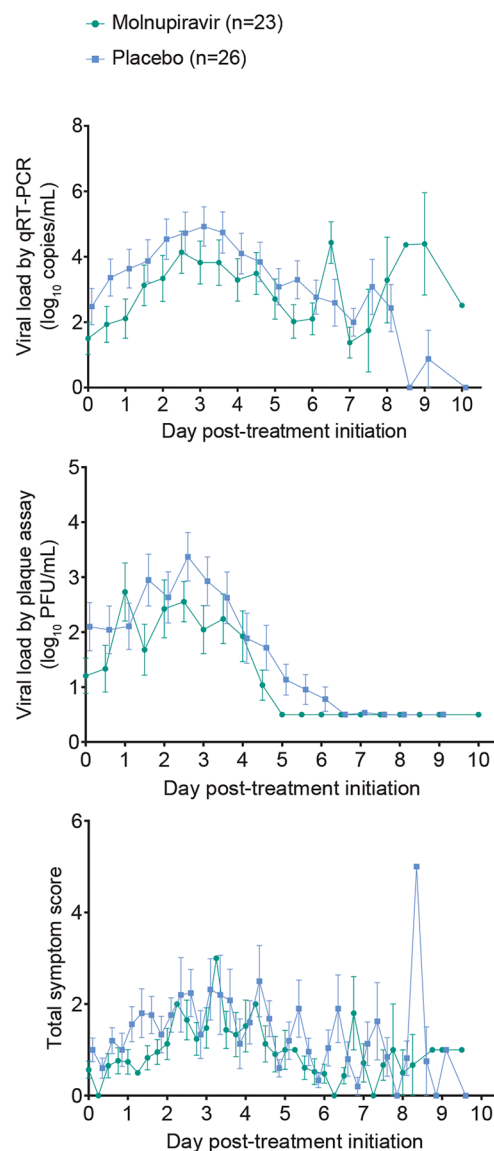 Molnupiravir (n=23)
Placebo (n=26)
Viral load by qRT-PCR
(log10 copies/mL)
8
6
4
2
0
0 1 2 3 4 5 6 7 8 9 10
Day post-treatment initiation
Viral load by plaque assay
(log10 PFU/mL)
5
4
3
2
1
0
0 1 2 3 4 5 6 7 8 9 10
Day post-treatment initiation
Total symptom score
6
4
2
0
0 1 2 3 4 5 6 7 8 9 10
Day post-treatment initiation